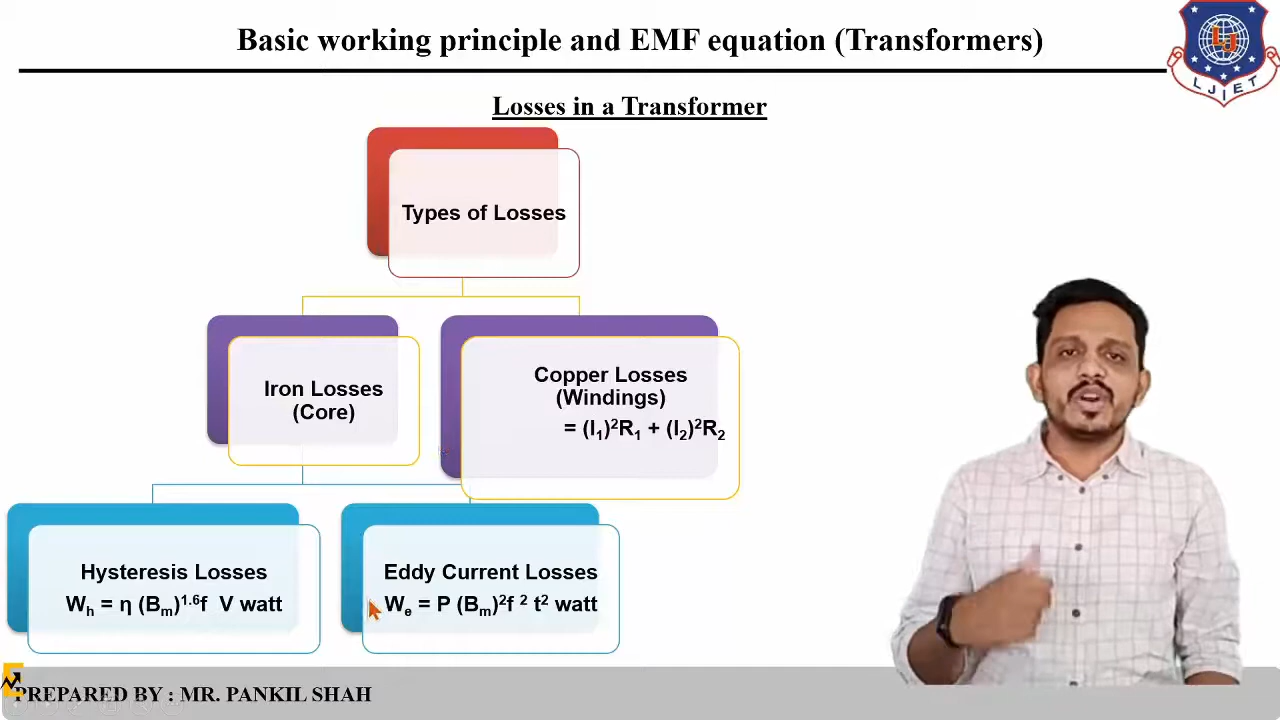 Basic working principle and EMF equation (Transformers)
LJIET
Losses in a Transformer
Types of Losses
Iron Losses
(Core)
Copper Losses
(Windings)
= (I₁)²R₁ + (I₂)²R₂
Hysteresis Losses
Wₕ = η (Bₘ)¹·⁶f V watt
Eddy Current Losses
Wₑ = P (Bₘ)²f ² t² watt
PREPARED BY : MR. PANKIL SHAH